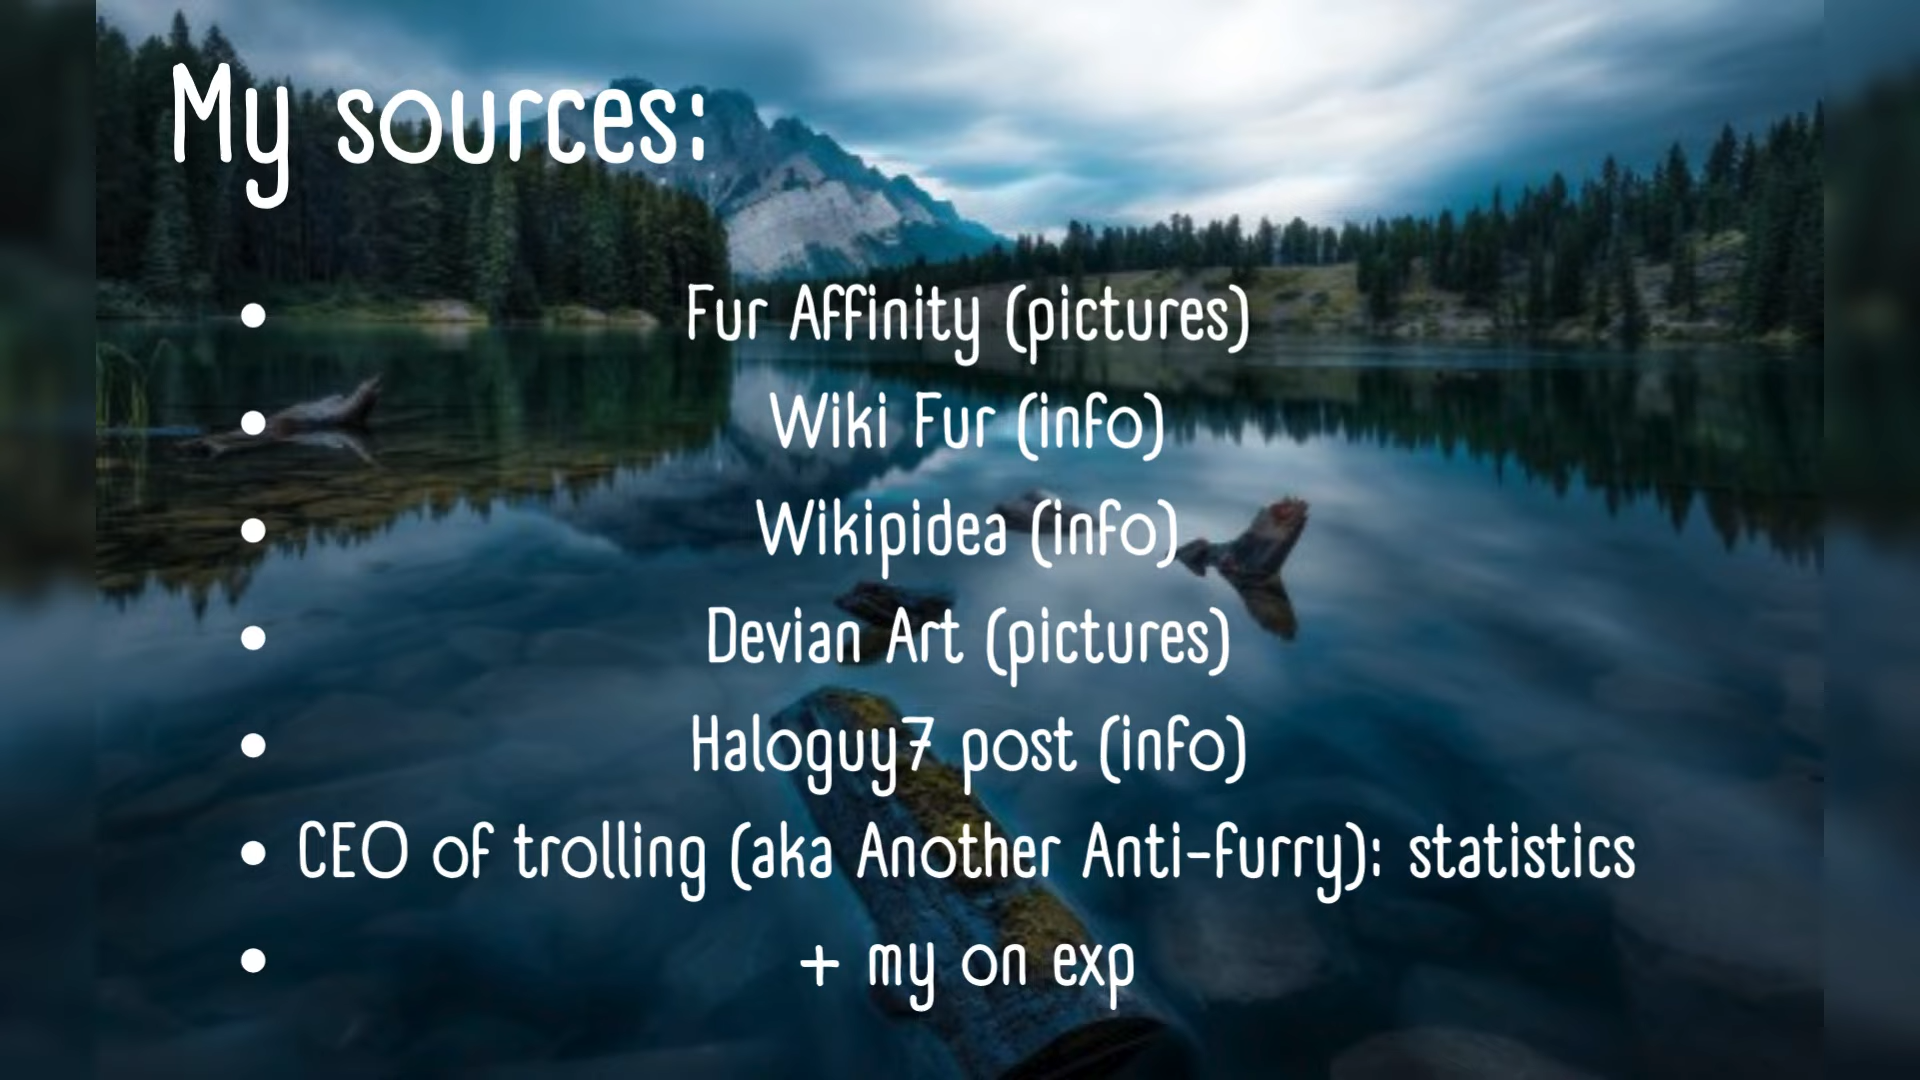 My sources:
• Fur Affinity (pictures)
• Wiki Fur (info)
• Wikipidea (info)
• Devian Art (pictures)
• Haloguy7 post (info)
• CEO of trolling (aka Another Anti-furry): statistics
• + my on exp